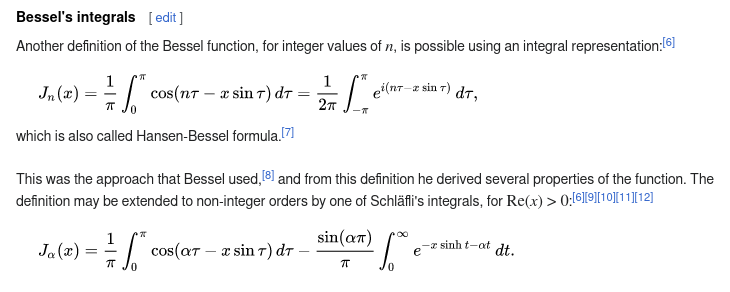 Bessel's integrals [ edit ]
Another definition of the Bessel function, for integer values of n, is possible using an integral representation:[6]
J_n(x) = \frac{1}{\pi} \int_0^\pi \cos(n\tau - x \sin \tau) \, d\tau = \frac{1}{2\pi} \int_{-\pi}^\pi e^{i(n\tau - x \sin \tau)} \, d\tau,
which is also called Hansen-Bessel formula.[7]
This was the approach that Bessel used,[8] and from this definition he derived several properties of the function. The
definition may be extended to non-integer orders by one of Schläfli's integrals, for Re(x) > 0:[6][9][10][11][12]
J_\alpha(x) = \frac{1}{\pi} \int_0^\pi \cos(\alpha\tau - x \sin \tau) \, d\tau - \frac{\sin(\alpha\pi)}{\pi} \int_0^\infty e^{-x \sinh t - \alpha t} \, dt.